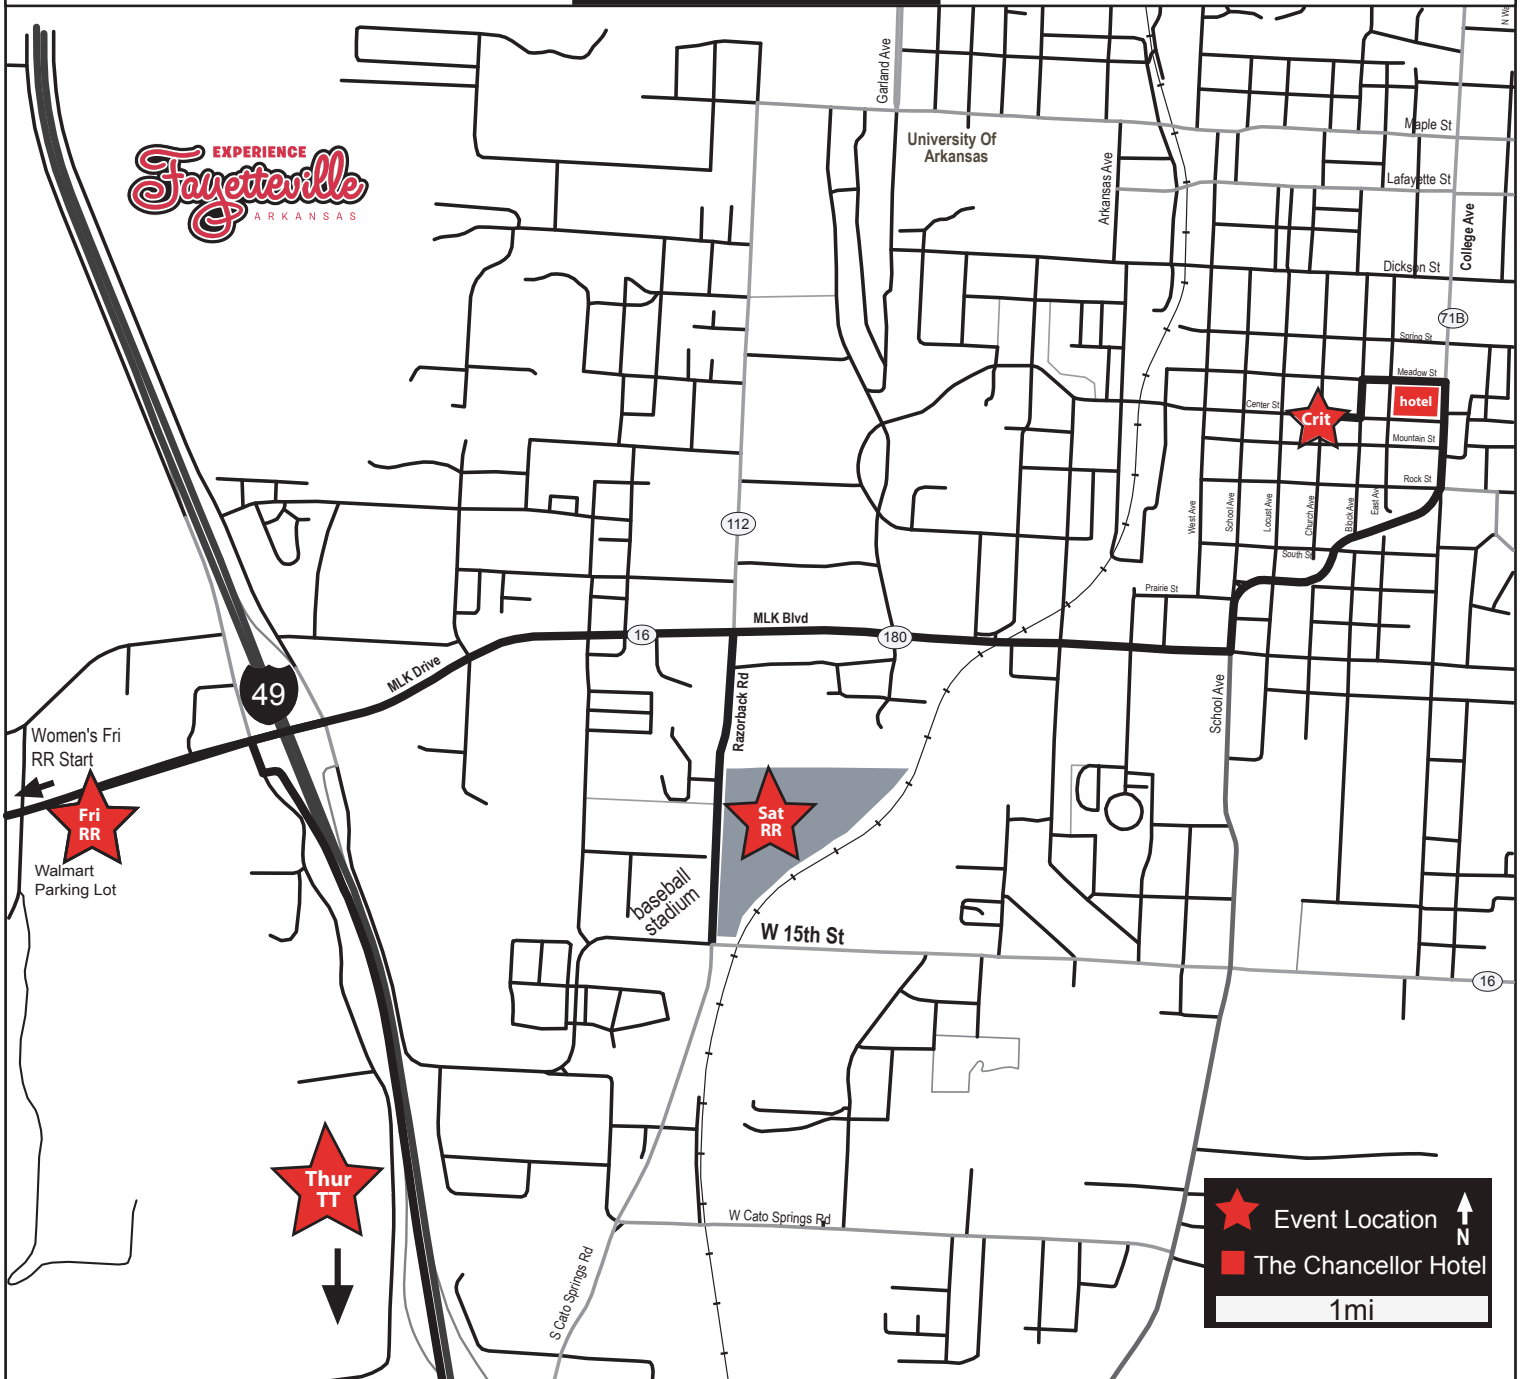 N Wa
Garland Ave
Maple St
University Of
Arkansas
EXPERIENCE
Fayetteville
ARKANSAS
Arkansas Ave
Lafayette St
College Ave
Dickson St
71B
Spring St
Meadow St
hotel
Center St
Crit
Mountain St
Rock St
West Ave
School Ave
Locust Ave
Church Ave
Block Ave
East Av
112
South St
Prairie St
MLK Blvd
16
180
MLK Drive
49
Razorback Rd
School Ave
Women's Fri
RR Start
Fri
RR
Sat
RR
Walmart
Parking Lot
baseball
stadium
W 15th St
16
Thur
TT
W Cato Springs Rd
S Cato Springs Rd
Event Location
N
The Chancellor Hotel
1mi